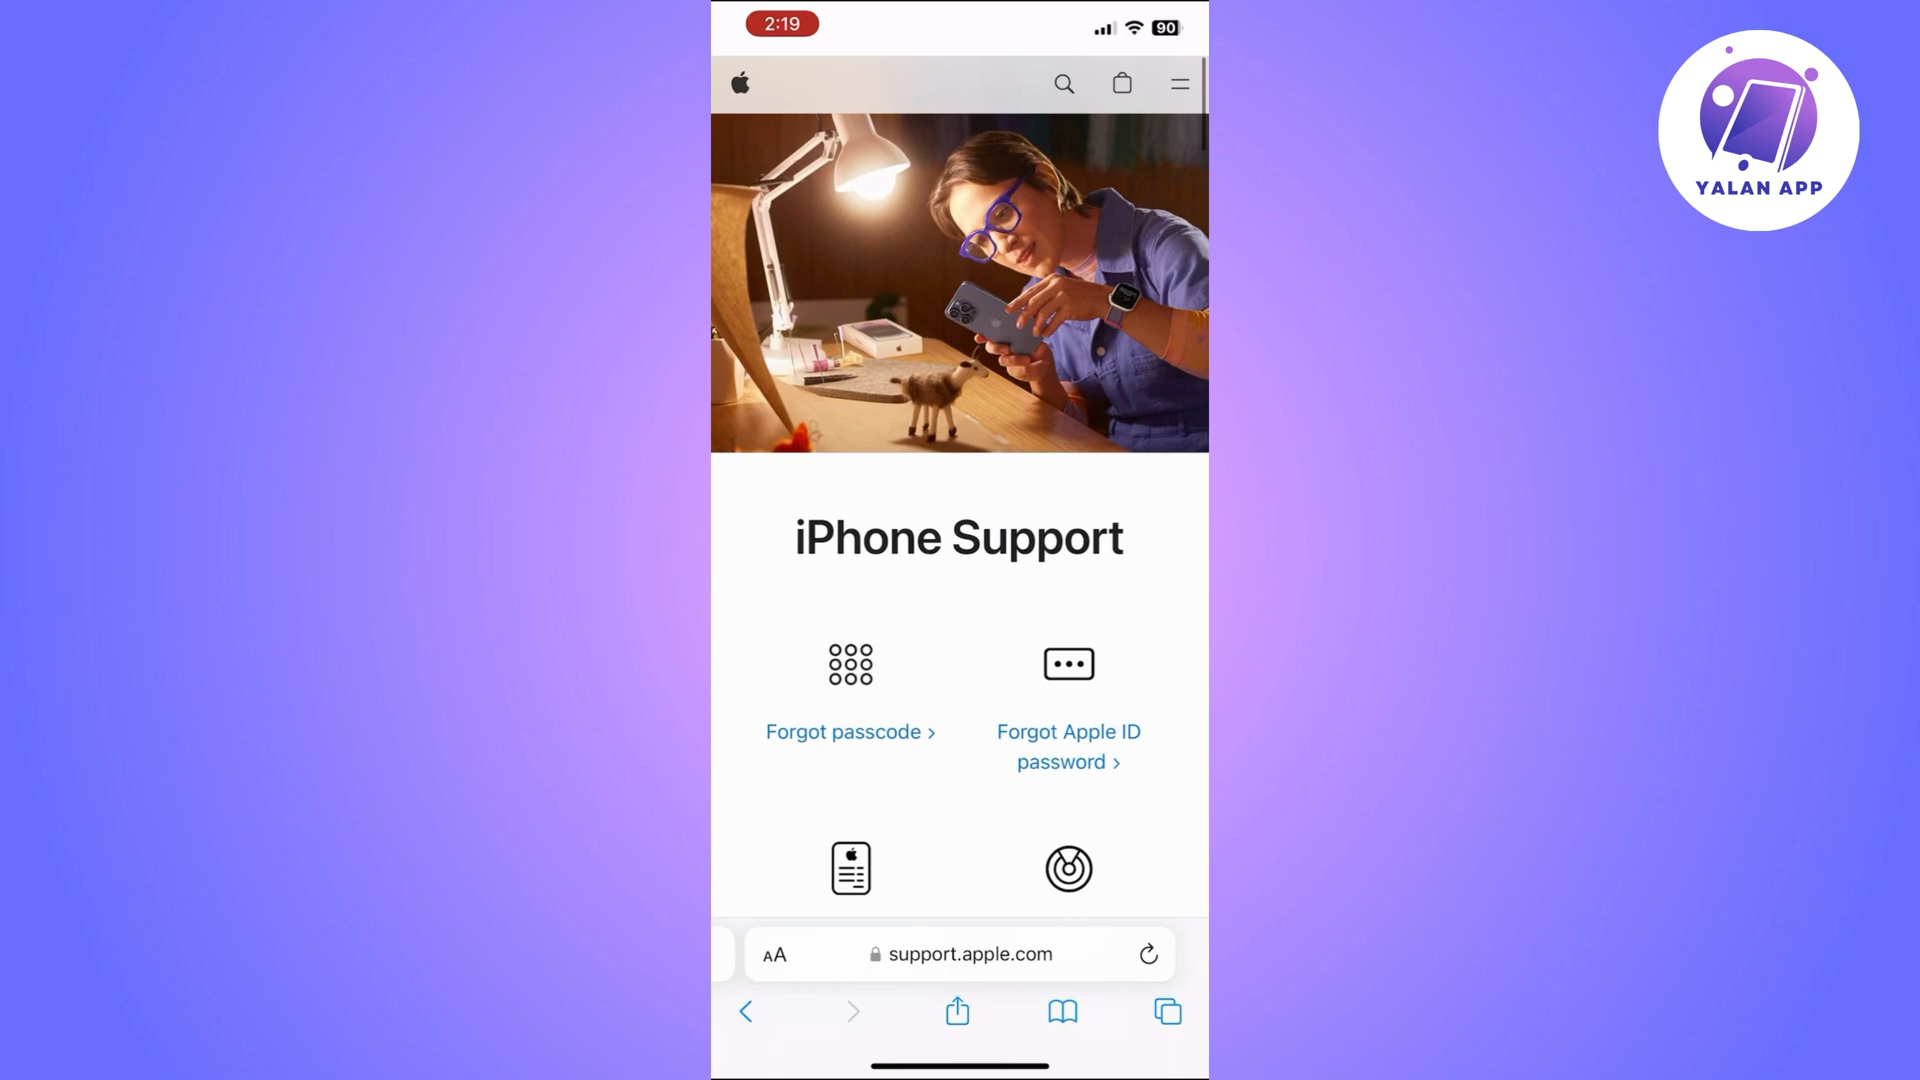 2:19
90
YALAN APP
iPhone Support
Forgot passcode >
Forgot Apple ID
password >
AA
support.apple.com